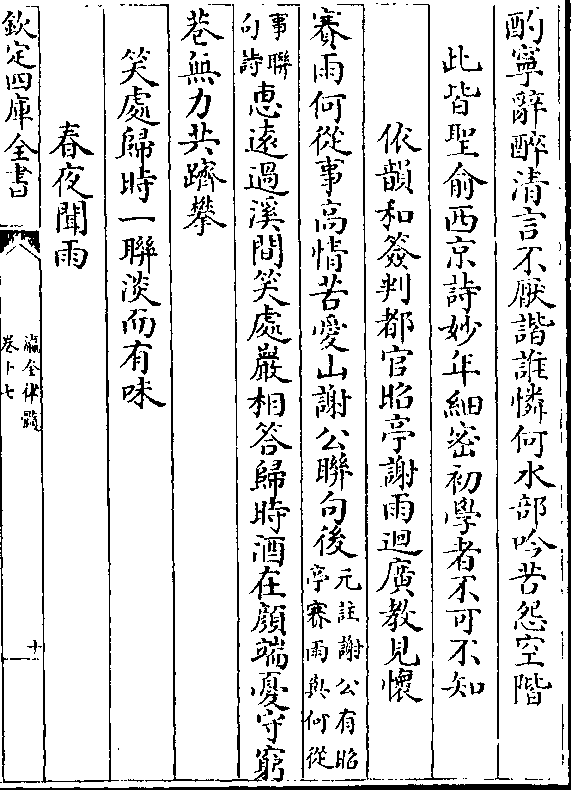 酌寧辭醉清言不厭諧誰憐何水部吟苦怨空階
此皆聖俞西京詩妙年細密初學者不可不知
依韻和簽判都官昭亭謝雨迴廣教見懷
賽雨何從事高情苦愛山謝公聯句後元註謝公有昭
亭賽雨與何從
事聯
句詩惠遠過溪間笑處嚴相答歸時酒在顔端憂守窮
巷無力共躋攀
笑處歸時一聯淡而有味
春夜聞雨
欽定四庫全書
瀛奎律髓
卷十七
十